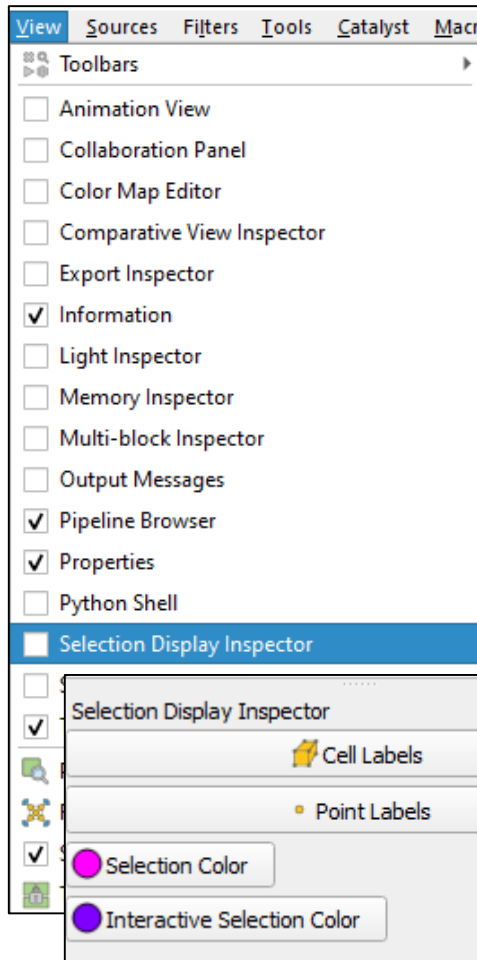 View Sources Filters Tools Catalyst Macr
Toolbars
Animation View
Collaboration Panel
Color Map Editor
Comparative View Inspector
Export Inspector
Information
Light Inspector
Memory Inspector
Multi-block Inspector
Output Messages
Pipeline Browser
Properties
Python Shell
Selection Display Inspector
Selection Display Inspector
Cell Labels
Point Labels
Selection Color
Interactive Selection Color